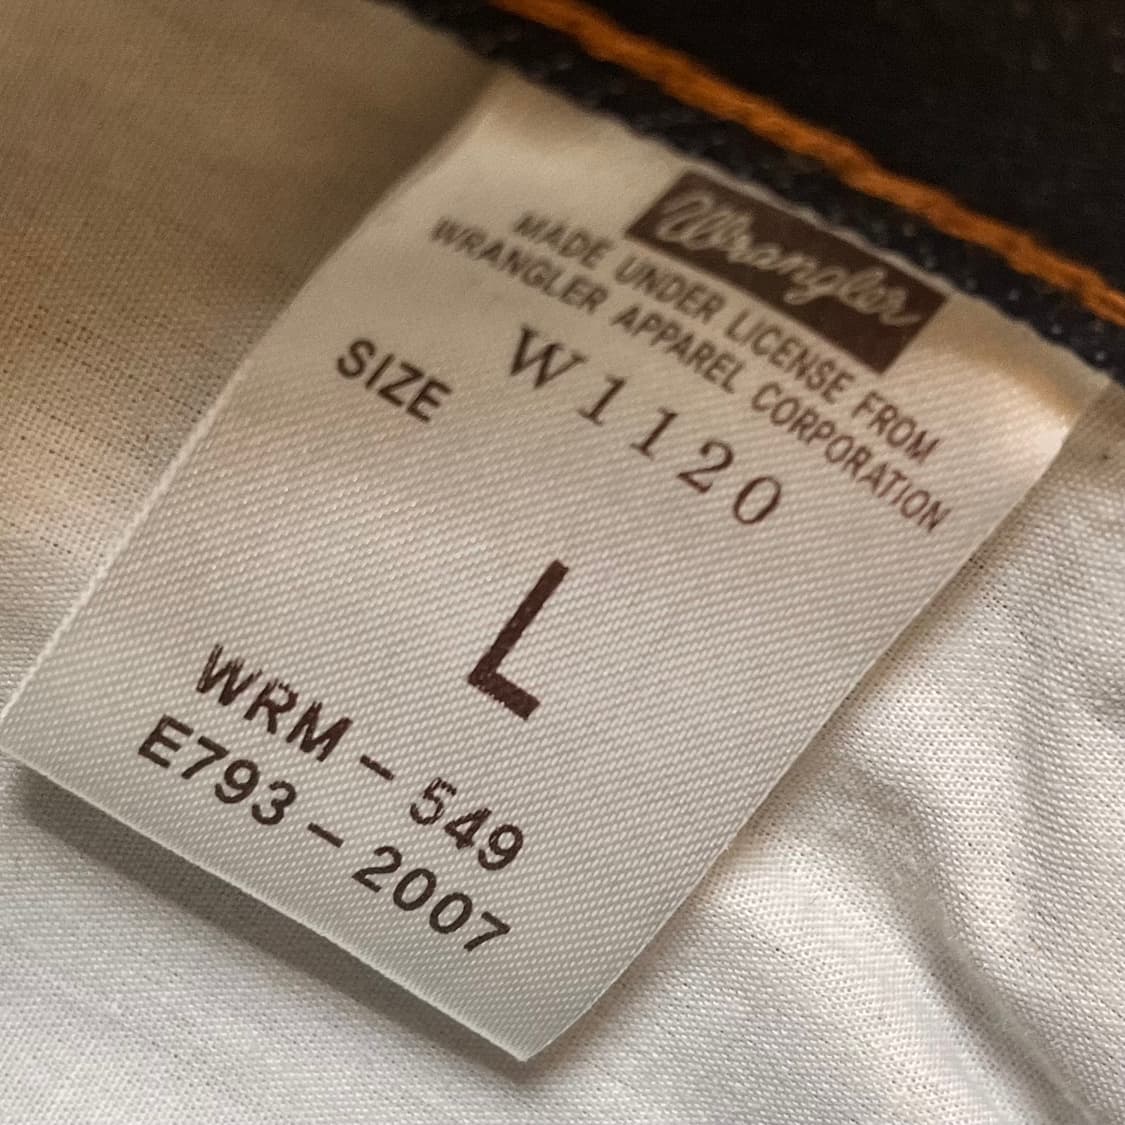 Wrangler
MADE UNDER LICENSE FROM
WRANGLER APPAREL CORPORATION
W1120
SIZE
L
WRM-549
E793-2007